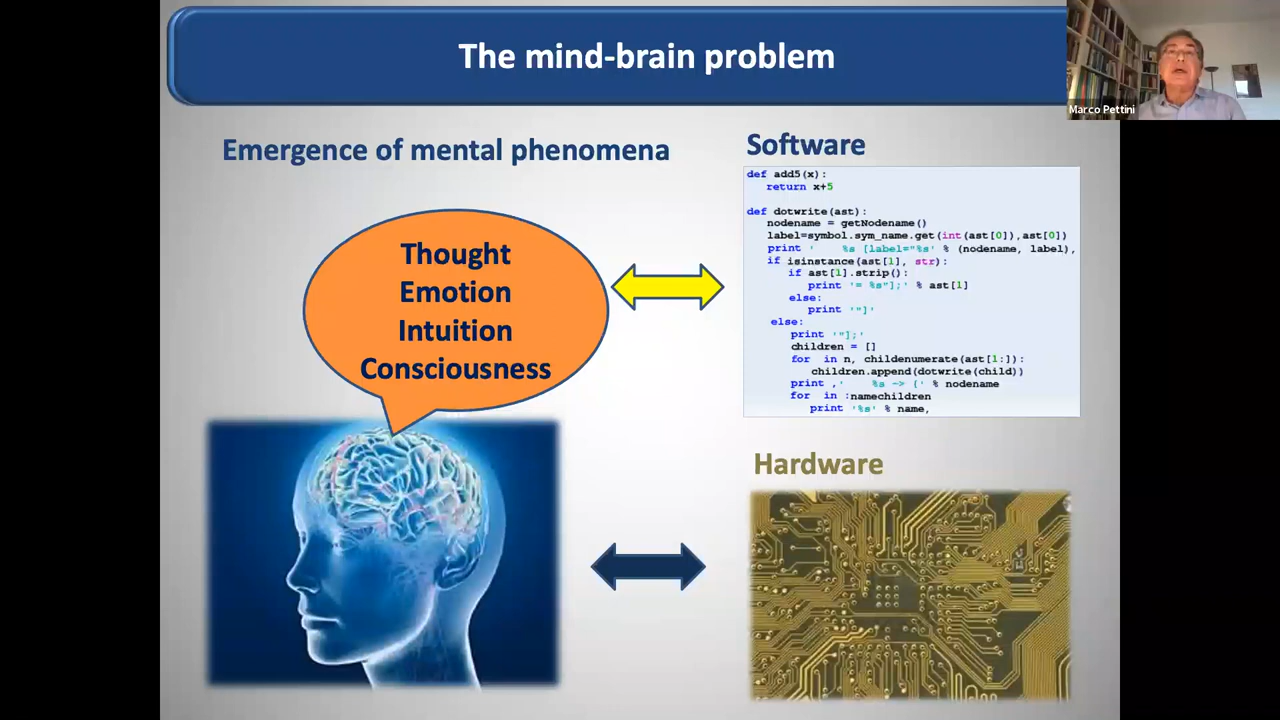 The mind-brain problem
Marco Pettini
Emergence of mental phenomena
Thought
Emotion
Intuition
Consciousness
Software
def add5(x):
return x+5
def dotwrite(ast):
nodename = getNodename()
label=symbol.sym_name.get(int(ast[0]),ast[0])
print ' %s [label="%s' % (nodename, label),
if isinstance(ast[1], str):
if ast[1].strip():
print '= %s"];' % ast[1]
else:
print '"]'
else:
print '"];'
children = []
for in n, childenumerate(ast[1:]):
children.append(dotwrite(child))
print ,' %s -> {' % nodename
for in :namechildren
print '%s' % name,
Hardware